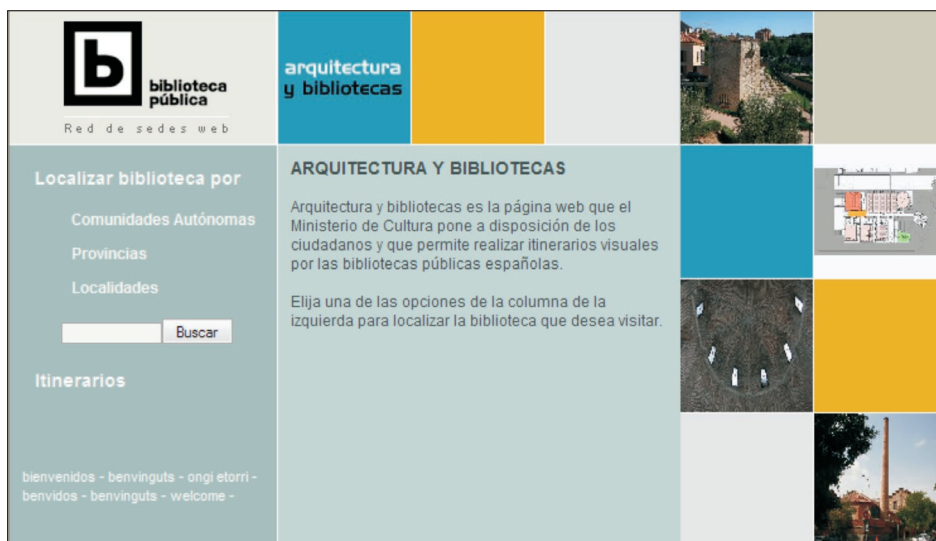 b
biblioteca
pública
Red de sedes web
arquitectura
y bibliotecas
Localizar biblioteca por
Comunidades Autónomas
Provincias
Localidades
Buscar
Itinerarios
bienvenidos - benvinguts - ongi etorri -
benvidos - benvinguts - welcome -
ARQUITECTURA Y BIBLIOTECAS
Arquitectura y bibliotecas es la página web que el
Ministerio de Cultura pone a disposición de los
ciudadanos y que permite realizar itinerarios visuales
por las bibliotecas públicas españolas.
Elija una de las opciones de la columna de la
izquierda para localizar la biblioteca que desea visitar.